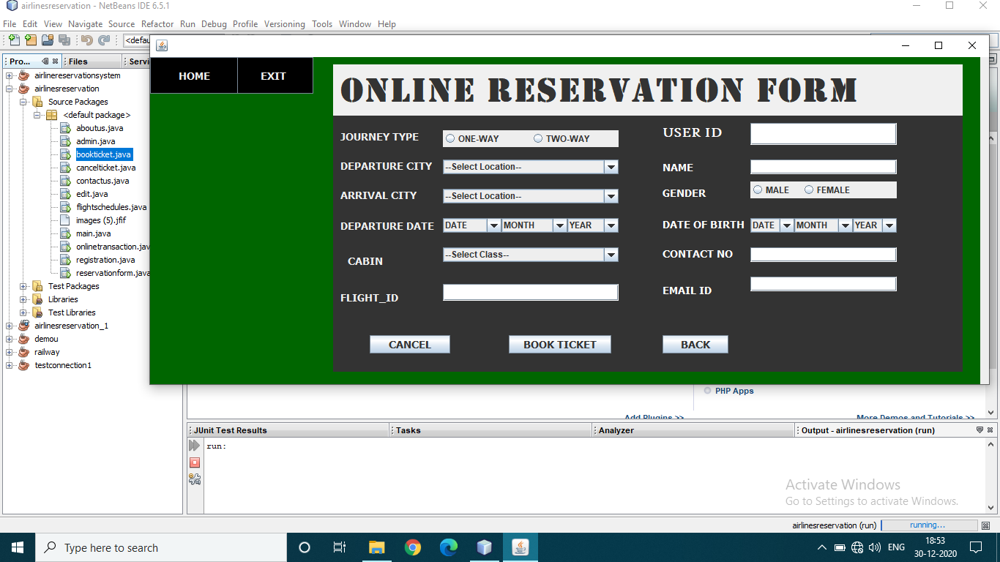 airlinesreservation - NetBeans IDE 6.5.1
File Edit View Navigate Source Refactor Run Debug Profile Versioning Tools Window Help
<defau
Pro... Files Servi
airlinereservationsystem
airlinesreservation
Source Packages
<default package>
aboutus.java
admin.java
bookticket.java
cancelticket.java
contactus.java
edit.java
flightschedules.java
images (5).jfif
main.java
onlinetransaction.jav
registration.java
reservationform.java
Test Packages
Libraries
Test Libraries
airlinesreservation_1
demou
railway
testconnection1
HOME EXIT
ONLINE RESERVATION FORM
JOURNEY TYPE ONE-WAY TWO-WAY
DEPARTURE CITY --Select Location--
ARRIVAL CITY --Select Location--
DEPARTURE DATE DATE MONTH YEAR
CABIN --Select Class--
FLIGHT_ID
USER ID
NAME
GENDER MALE FEMALE
DATE OF BIRTH DATE MONTH YEAR
CONTACT NO
EMAIL ID
CANCEL BOOK TICKET BACK
PHP Apps
Add Plugins >> More Demos and Tutorials >>
JUnit Test Results Tasks Analyzer Output - airlinesreservation (run)
run:
Activate Windows
Go to Settings to activate Windows.
airlinesreservation (run) running...
Type here to search
ENG
18:53
30-12-2020